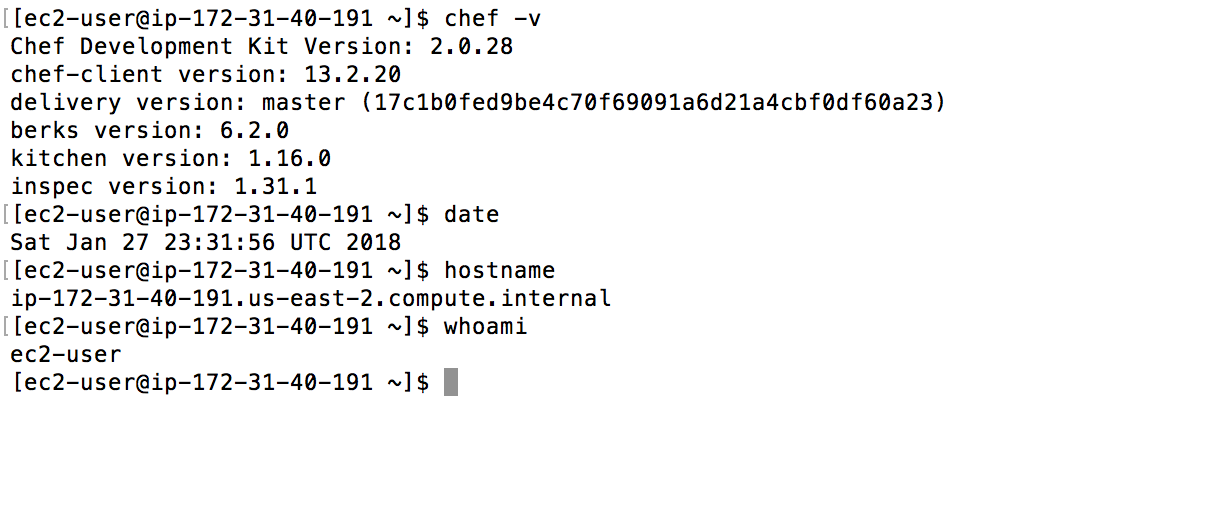 [[ec2-user@ip-172-31-40-191 ~]$ chef -v
Chef Development Kit Version: 2.0.28
chef-client version: 13.2.20
delivery version: master (17c1b0fed9be4c70f69091a6d21a4cbf0df60a23)
berks version: 6.2.0
kitchen version: 1.16.0
inspec version: 1.31.1
[[ec2-user@ip-172-31-40-191 ~]$ date
Sat Jan 27 23:31:56 UTC 2018
[[ec2-user@ip-172-31-40-191 ~]$ hostname
ip-172-31-40-191.us-east-2.compute.internal
[[ec2-user@ip-172-31-40-191 ~]$ whoami
ec2-user
[ec2-user@ip-172-31-40-191 ~]$